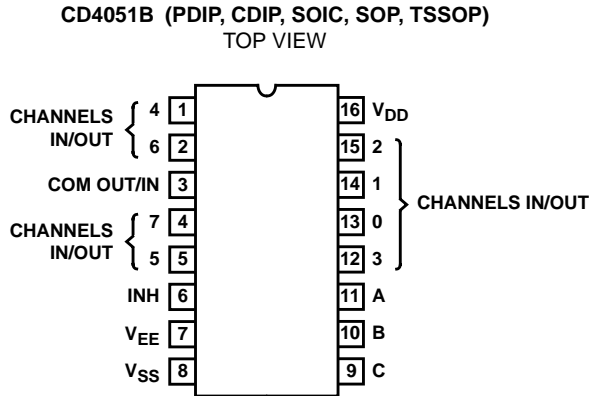 CD4051B (PDIP, CDIP, SOIC, SOP, TSSOP)
TOP VIEW
CHANNELS IN/OUT
4 1
6 2
COM OUT/IN 3
CHANNELS IN/OUT
7 4
5 5
INH 6
VEE 7
VSS 8
16 VDD
15 2
14 1
13 0
12 3
CHANNELS IN/OUT
11 A
10 B
9 C